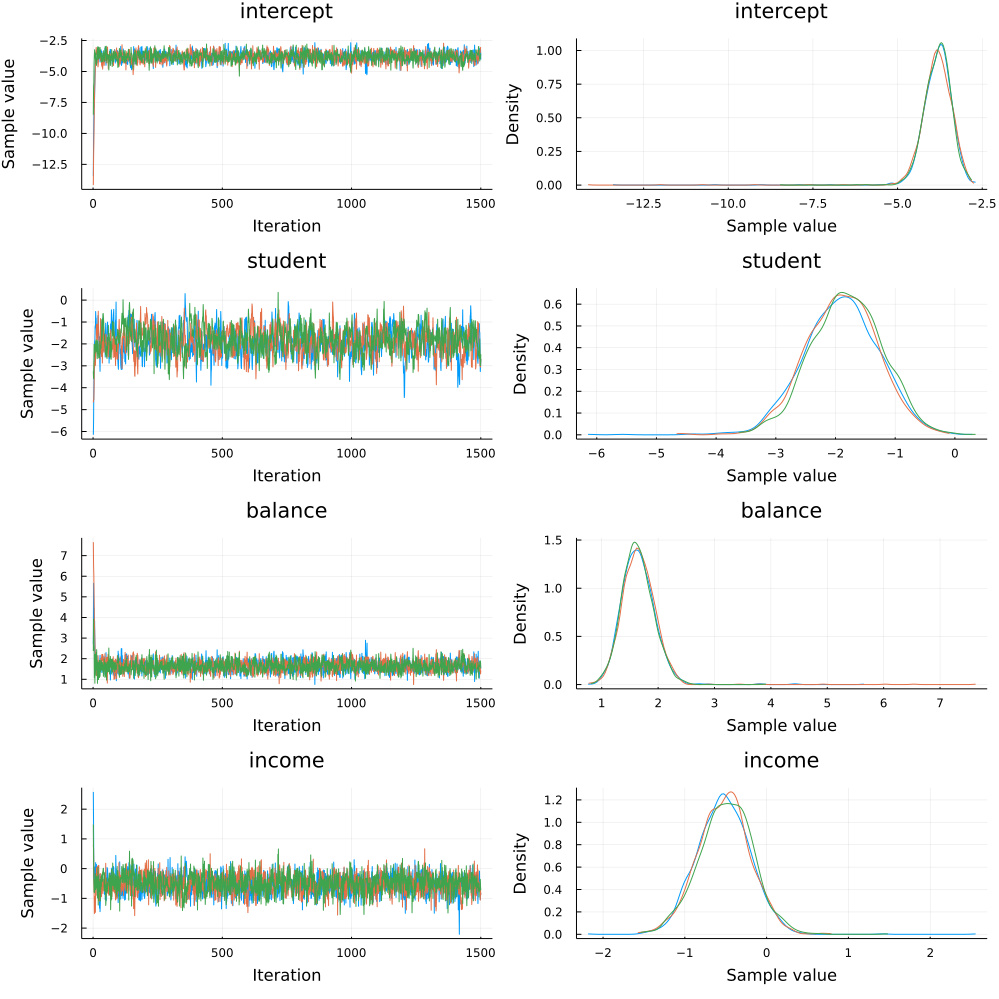 intercept
Sample value
−2.5
−5.0
−7.5
−10.0
−12.5
0 500 1000 1500
Iteration
intercept
Density
1.00
0.75
0.50
0.25
0.00
−12.5 −10.0 −7.5 −5.0 −2.5
Sample value
student
Sample value
0
−1
−2
−3
−4
−5
−6
0 500 1000 1500
Iteration
student
Density
0.6
0.5
0.4
0.3
0.2
0.1
0.0
−6 −5 −4 −3 −2 −1 0
Sample value
balance
Sample value
7
6
5
4
3
2
1
0 500 1000 1500
Iteration
balance
Density
1.5
1.0
0.5
0.0
1 2 3 4 5 6 7
Sample value
income
Sample value
2
1
0
−1
−2
0 500 1000 1500
Iteration
income
Density
1.2
1.0
0.8
0.6
0.4
0.2
0.0
−2 −1 0 1 2
Sample value